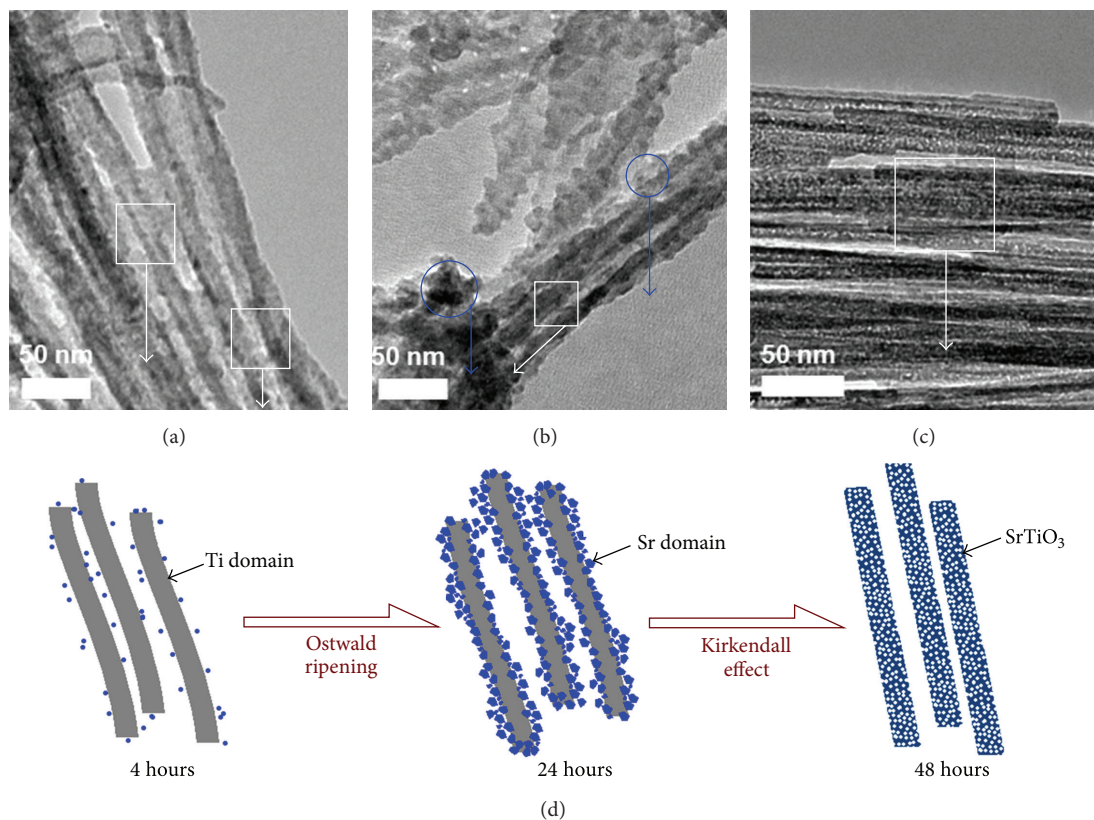 50 nm
50 nm
50 nm
(a)
(b)
(c)
Ti domain
Sr domain
SrTiO₃
Ostwald
ripening
Kirkendall
effect
4 hours
24 hours
48 hours
(d)